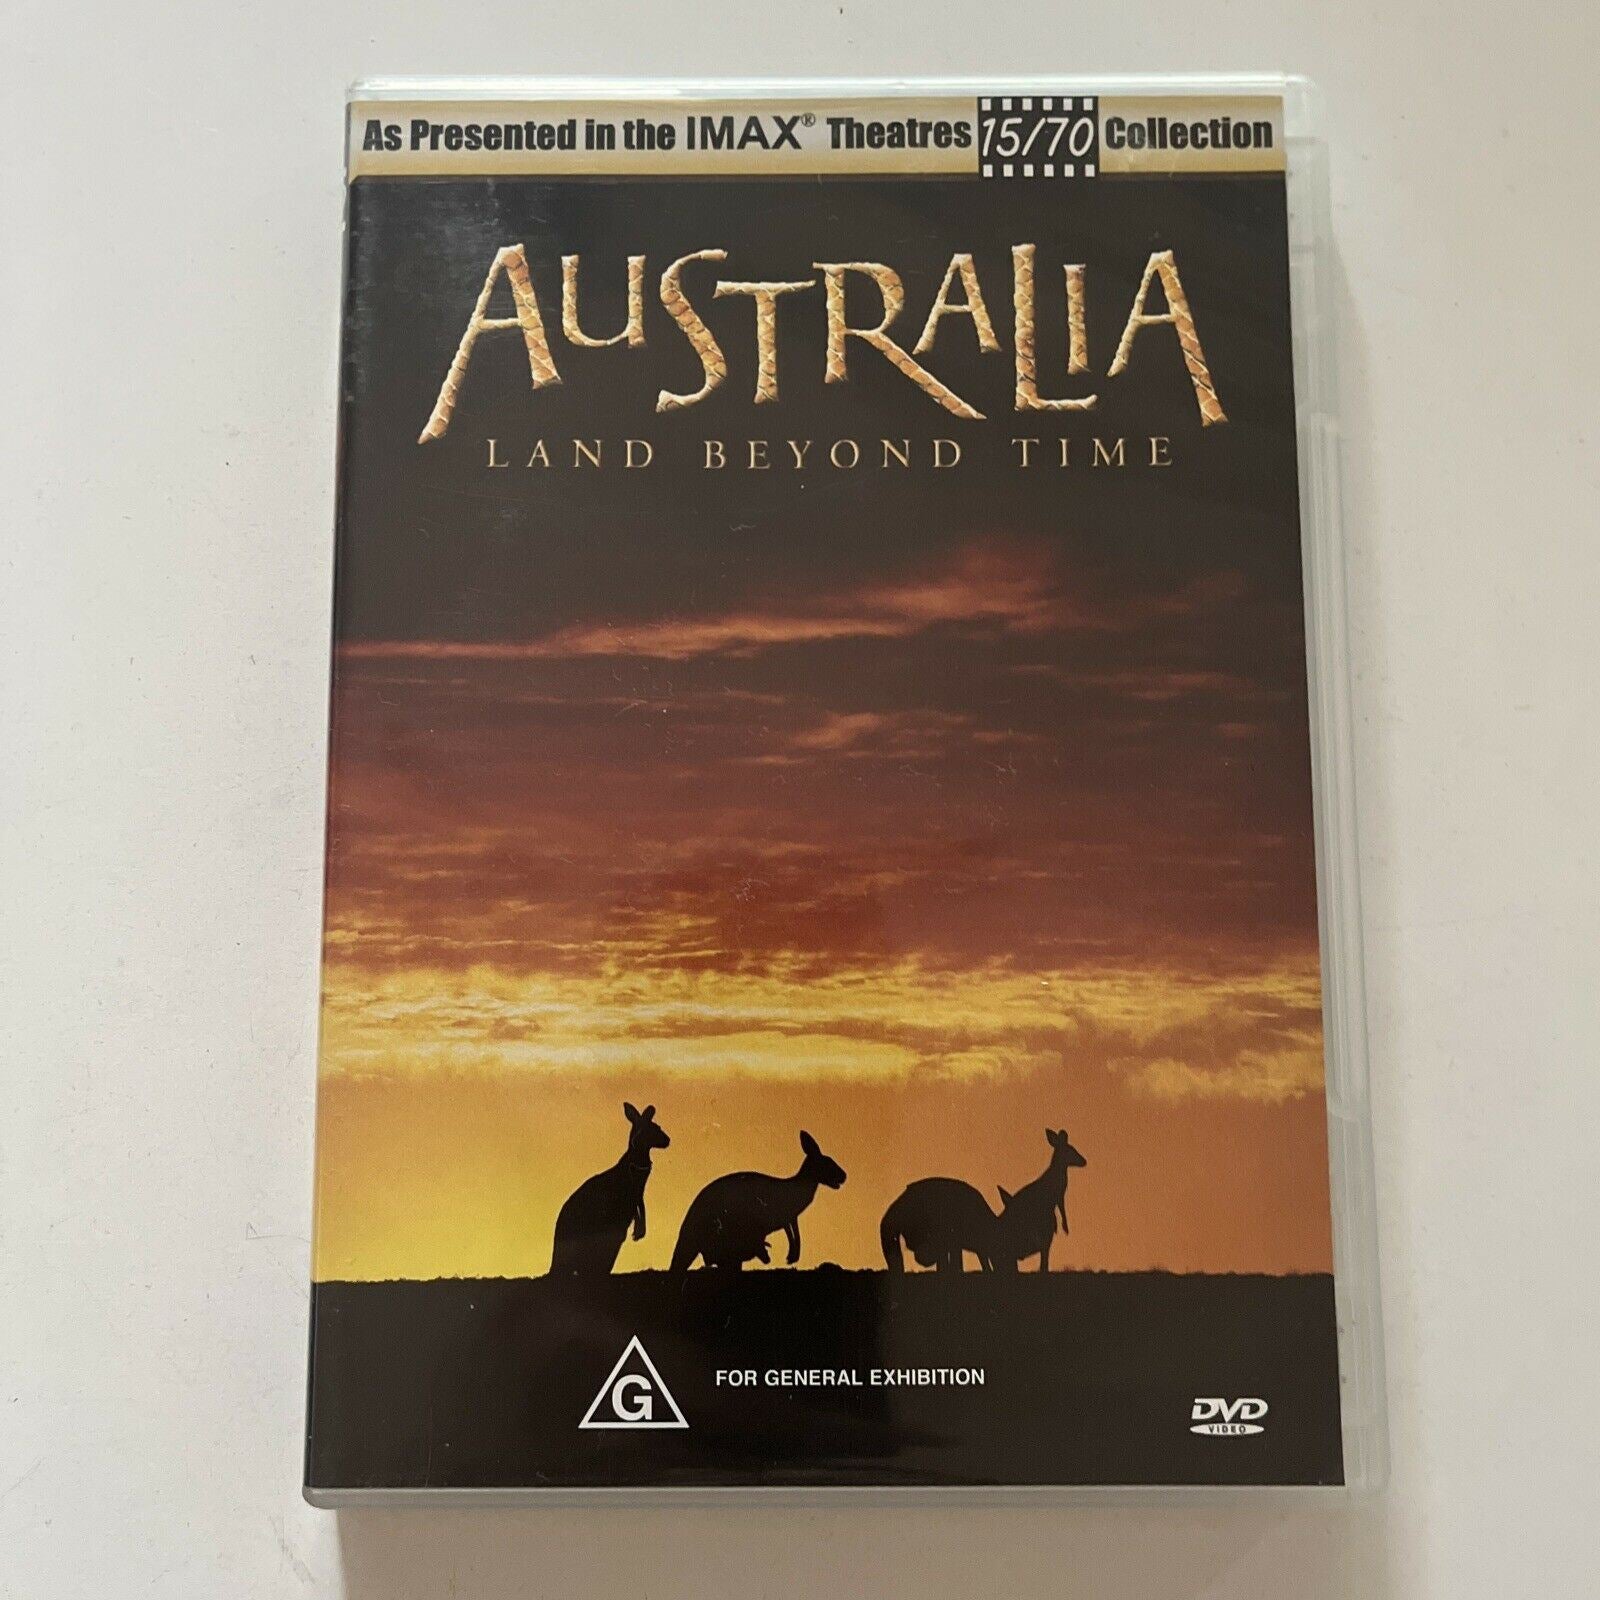 As Presented in the IMAX® Theatres 15/70 Collection
AUSTRALIA
LAND BEYOND TIME
G
FOR GENERAL EXHIBITION
DVD
VIDEO